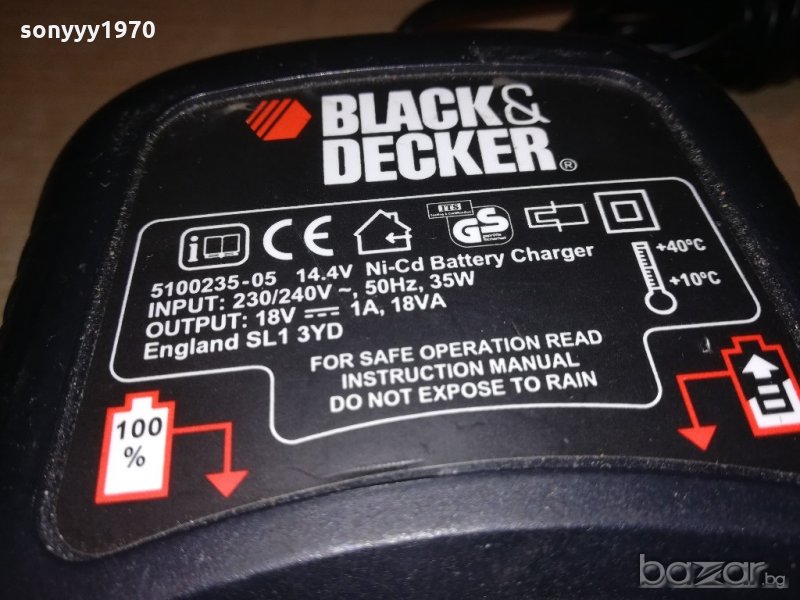 sonyyy1970
BLACK&
DECKER®
ITS
GS
5100235-05 14.4V Ni-Cd Battery Charger
INPUT: 230/240V ~, 50Hz, 35W
OUTPUT: 18V ⎓ 1A, 18VA
England SL1 3YD
+40°C
+10°C
FOR SAFE OPERATION READ
INSTRUCTION MANUAL
DO NOT EXPOSE TO RAIN
100
%
bazar.bg